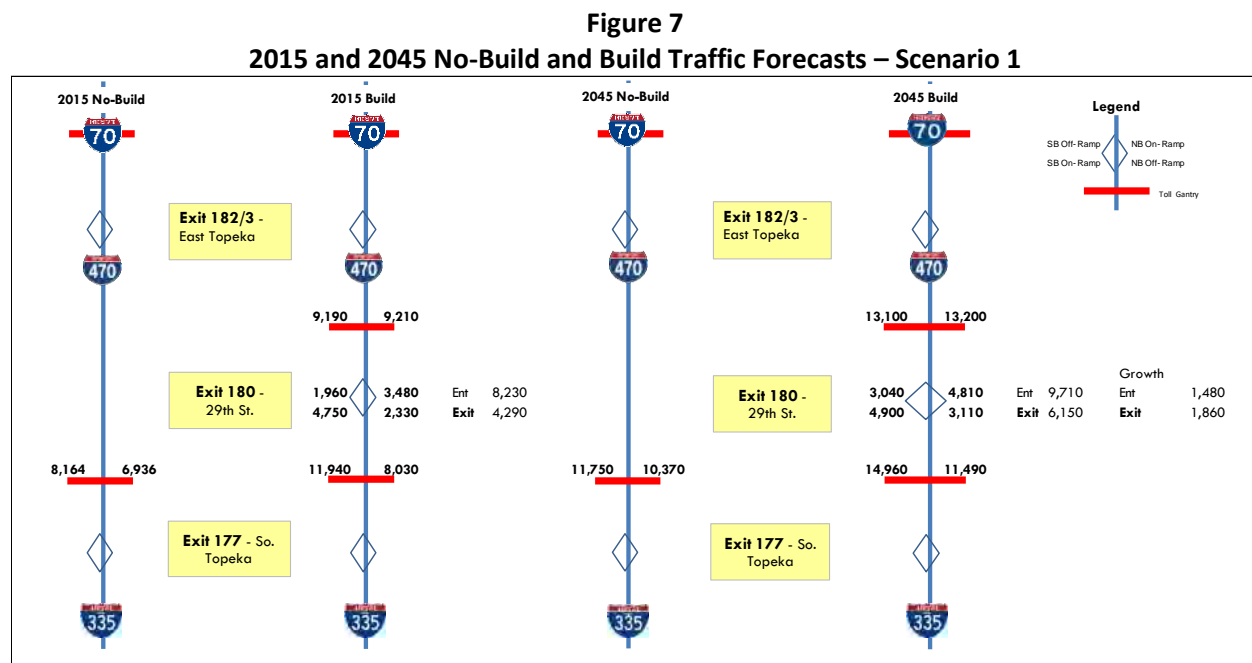 Figure 7
2015 and 2045 No-Build and Build Traffic Forecasts – Scenario 1
2015 No-Build
2015 Build
2045 No-Build
2045 Build
Legend
70
70
70
70
SB Off-Ramp
NB On-Ramp
SB On-Ramp
NB Off-Ramp
Toll Gantry
Exit 182/3 -
East Topeka
Exit 182/3 -
East Topeka
470
470
470
470
9,190 9,210
13,100 13,200
Growth
Exit 180 -
29th St.
1,960 3,480 Ent 8,230
4,750 2,330 Exit 4,290
Exit 180 -
29th St.
3,040 4,810 Ent 9,710 Ent 1,480
4,900 3,110 Exit 6,150 Exit 1,860
8,164 6,936
11,940 8,030
11,750 10,370
14,960 11,490
Exit 177 - So.
Topeka
Exit 177 - So.
Topeka
335
335
335
335